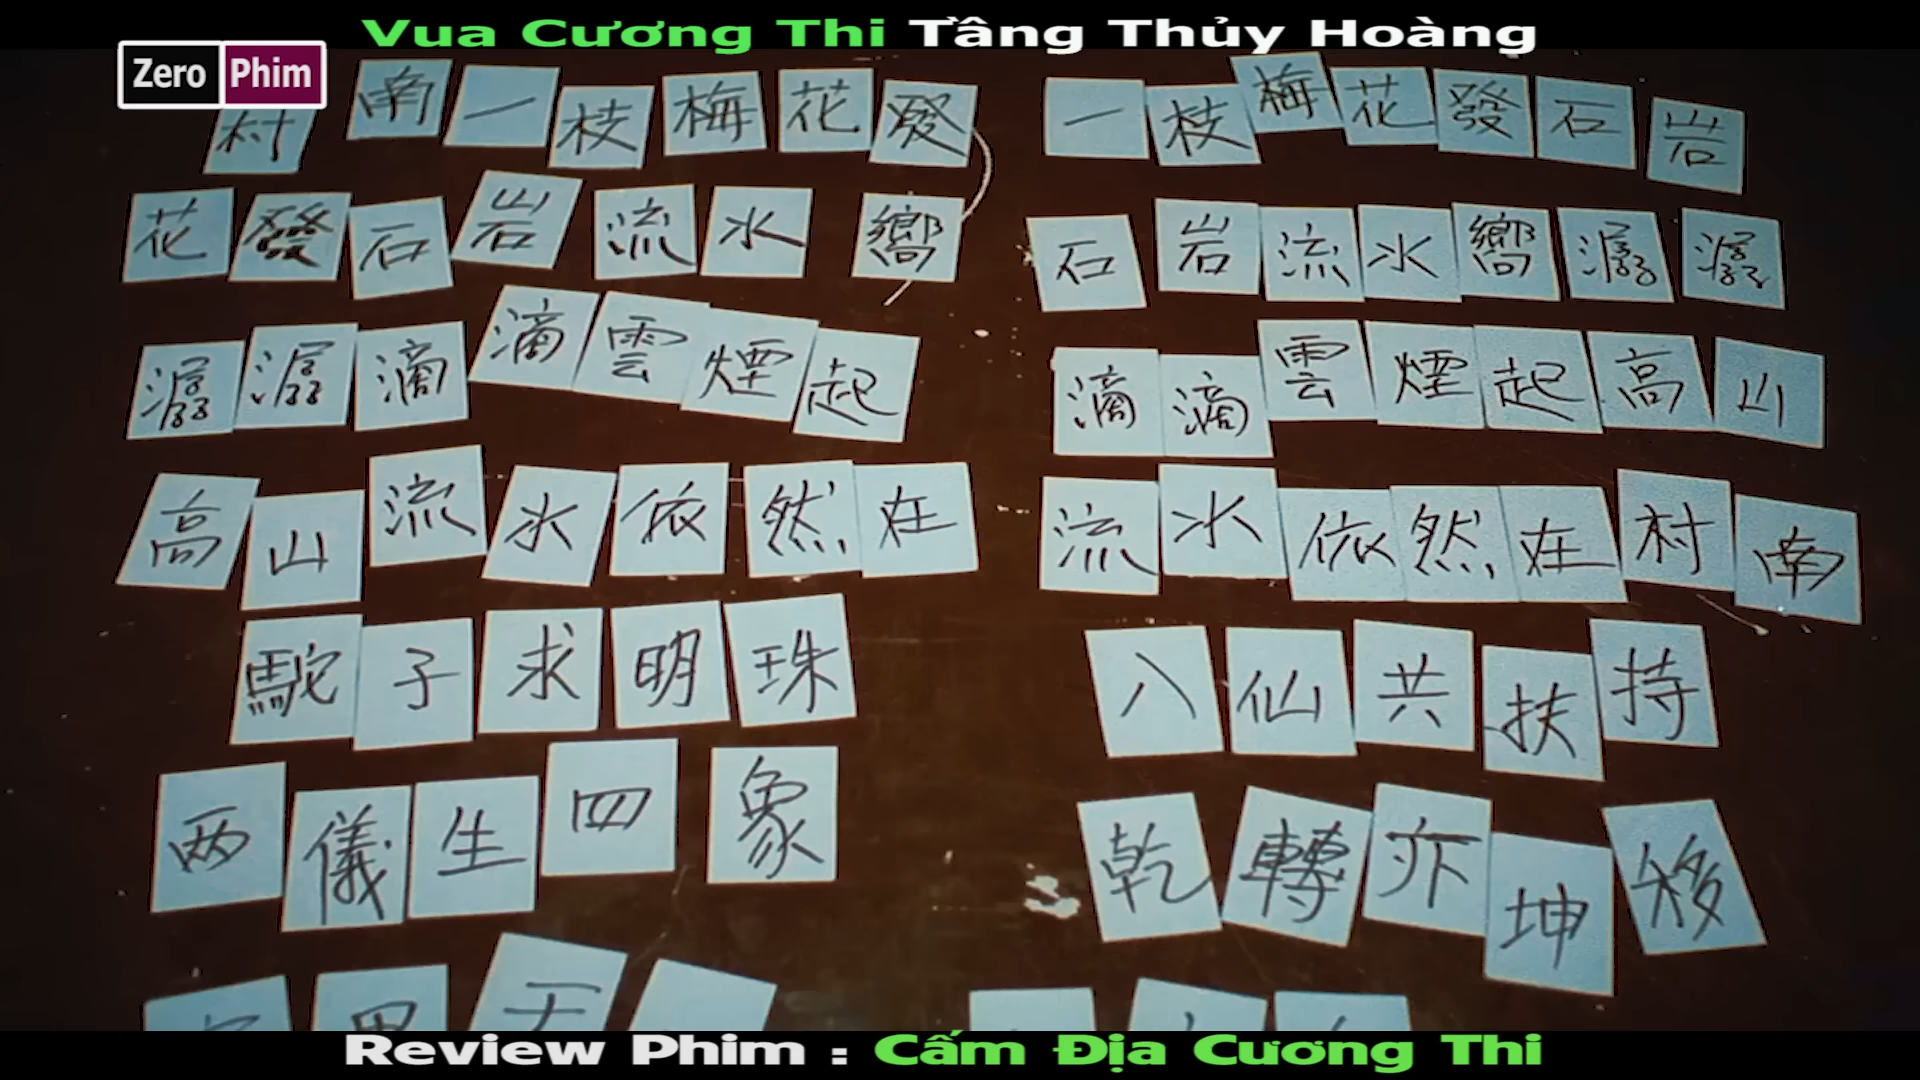 Vua Cương Thi Tầng Thủy Hoàng
Zero Phim
村南一枝梅花發
一枝梅花發石岩
花發石岩流水嚮
石岩流水嚮潺潺
潺潺滴滴雲煙起
滴滴雲煙起高山
高山流水依然在
流水依然在村南
駝子求明珠
八仙共扶持
两儀生四象
乾轉亦坤移
Review Phim : Cấm Địa Cương Thi